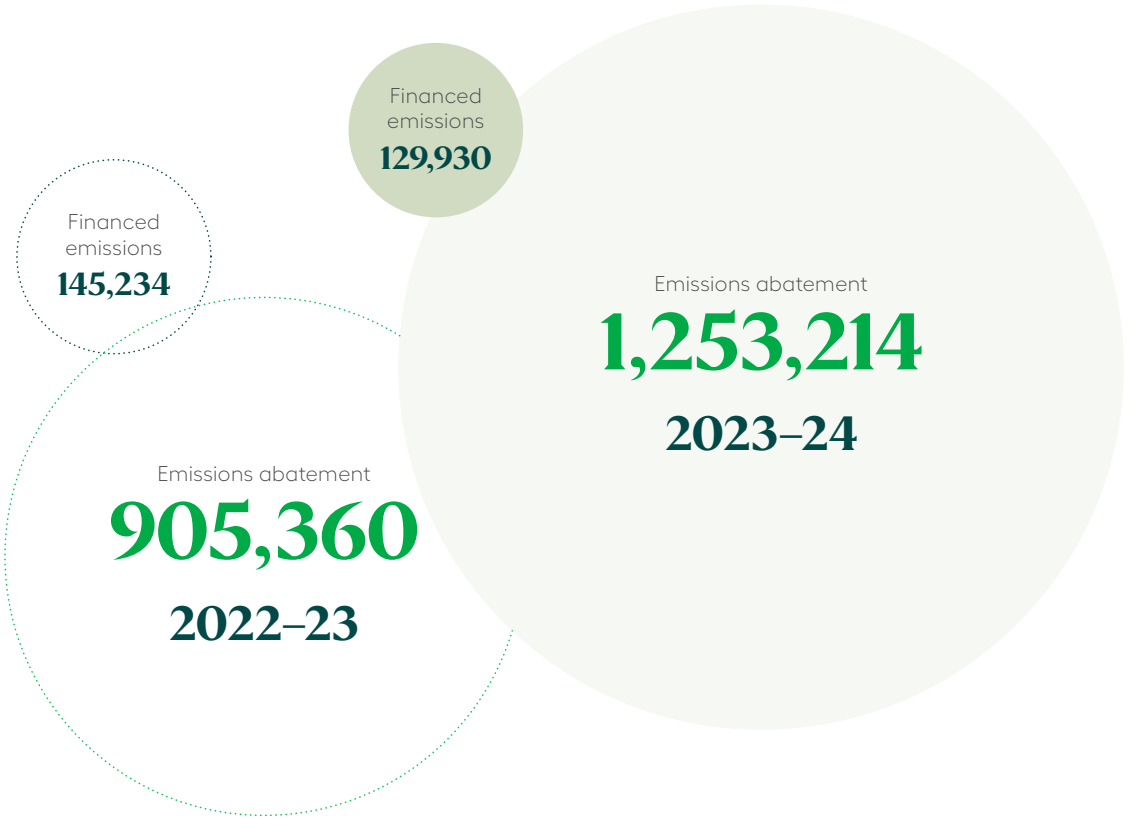 Financed
emissions
129,930
Financed
emissions
145,234
Emissions abatement
1,253,214
2023–24
Emissions abatement
905,360
2022–23